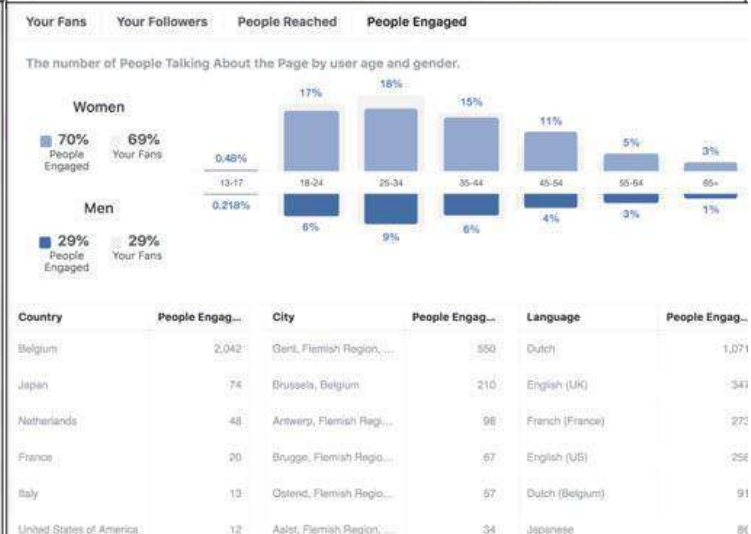 Your Fans Your Followers People Reached People Engaged
The number of People Talking About the Page by user age and gender.
Women
70% People Engaged
69% Your Fans
Men
29% People Engaged
29% Your Fans
0.48% 17% 18% 15% 11% 5% 3%
13-17 18-24 25-34 35-44 45-54 55-64 65+
0.218% 6% 9% 6% 4% 3% 1%
Country People Engag... City People Engag... Language People Engag...
Belgium 2,042 Gent, Flemish Region, ... 550 Dutch 1,071
Japan 74 Brussels, Belgium 210 English (UK) 347
Netherlands 48 Antwerp, Flemish Regi... 98 French (France) 273
France 20 Brugge, Flemish Regio... 67 English (US) 256
Italy 13 Ostend, Flemish Regio... 57 Dutch (Belgium) 91
United States of America 12 Aalst, Flemish Region, ... 34 Japanese 86